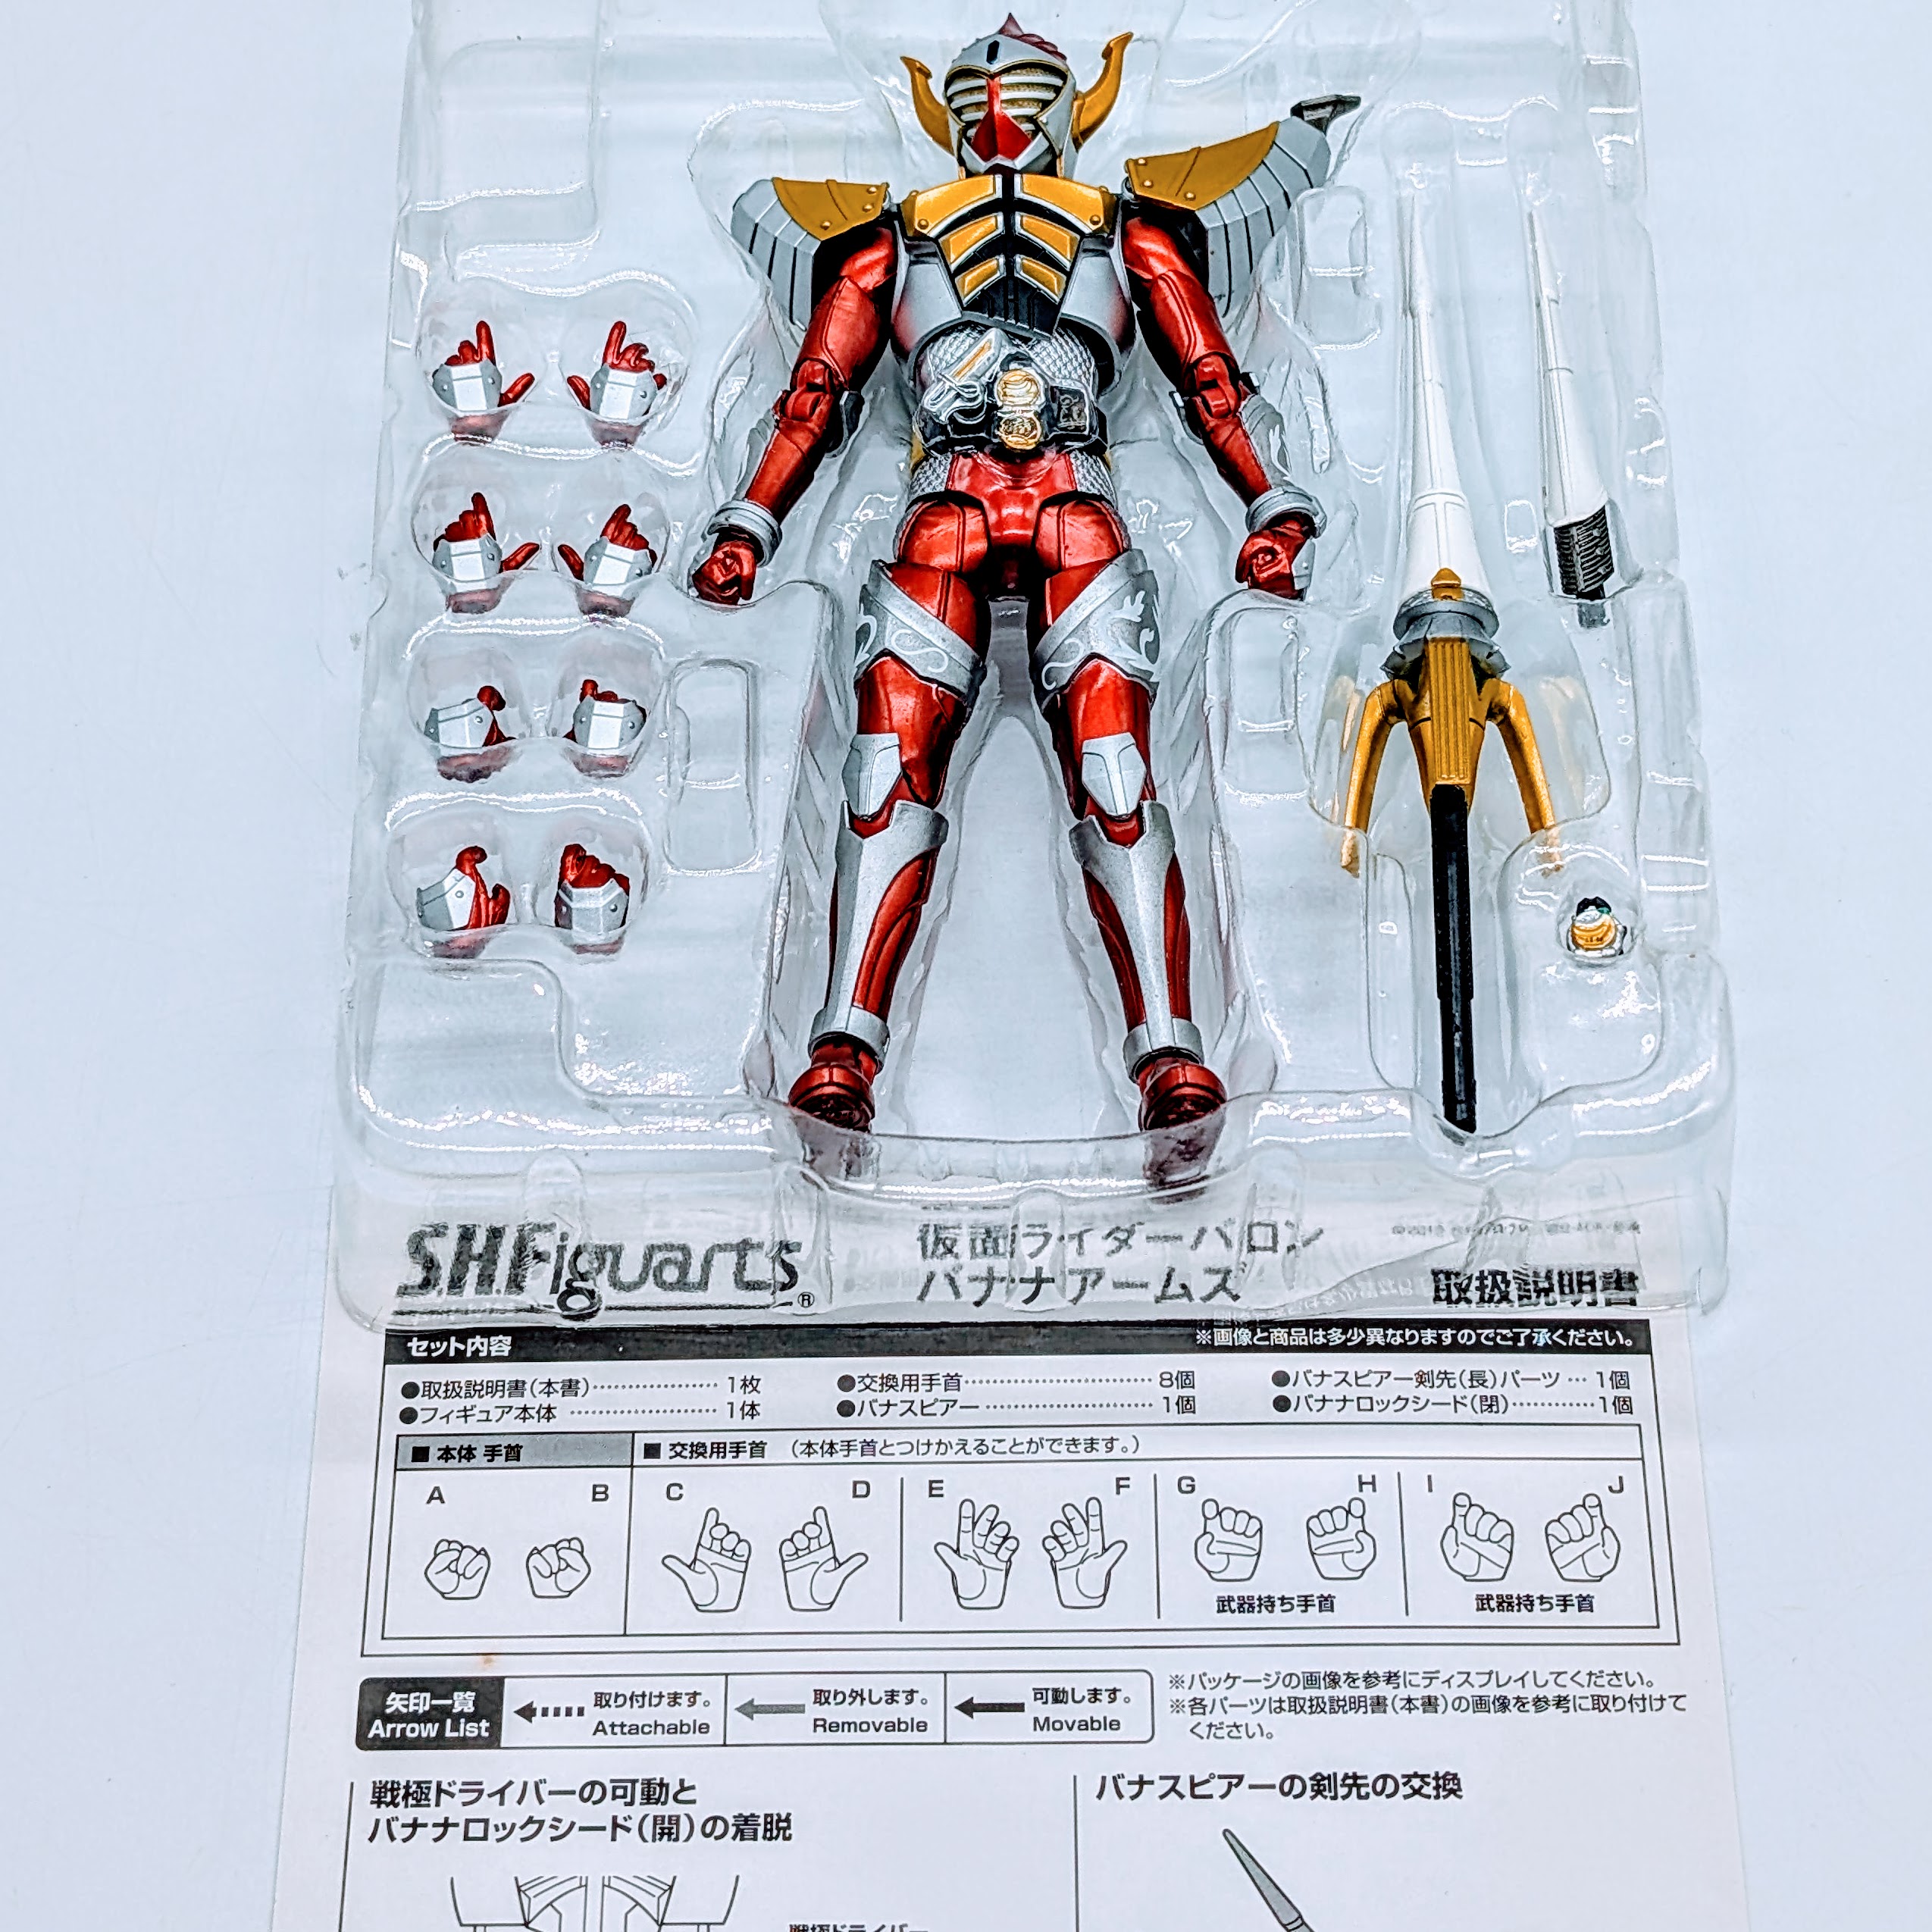 S.H.Figuarts®
仮面ライダーバロン
バナナアームズ
取扱説明書
セット内容
※画像と商品は多少異なりますのでご了承ください。
●取扱説明書(本書)………………1枚
●交換用手首………………………8個
●バナスピアー剣先(長)パーツ…1個
●フィギュア本体………………1体
●バナスピアー………………………1個
●バナナロックシード(閉)…………1個
■本体 手首
■交換用手首 (本体手首とつけかえることができます。)
A B C D E F G H I J
武器持ち手首
武器持ち手首
矢印一覧
Arrow List
取り付けます。
Attachable
取り外します。
Removable
可動します。
Movable
※パッケージの画像を参考にディスプレイしてください。
※各パーツは取扱説明書(本書)の画像を参考に取り付けて
ください。
戦極ドライバーの可動と
バナナロックシード(開)の着脱
バナスピアーの剣先の交換
戦極ドライバー